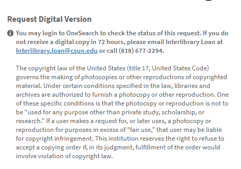 Request Digital Version
You may login to OneSearch to check the status of this request. If you do
not receive a digital copy in 72 hours, please email Interlibrary Loan at
Interlibrary.loan@csun.edu or call (818) 677-2294.
The copyright law of the United States (title 17, United States Code)
governs the making of photocopies or other reproductions of copyrighted
material. Under certain conditions specified in the law, libraries and
archives are authorized to furnish a photocopy or other reproduction. One
of these specific conditions is that the photocopy or reproduction is not to
be "used for any purpose other than private study, scholarship, or
research." If a user makes a request for, or later uses, a photocopy or
reproduction for purposes in excess of "fair use," that user may be liable
for copyright infringement. This institution reserves the right to refuse to
accept a copying order if, in its judgment, fulfillment of the order would
involve violation of copyright law.